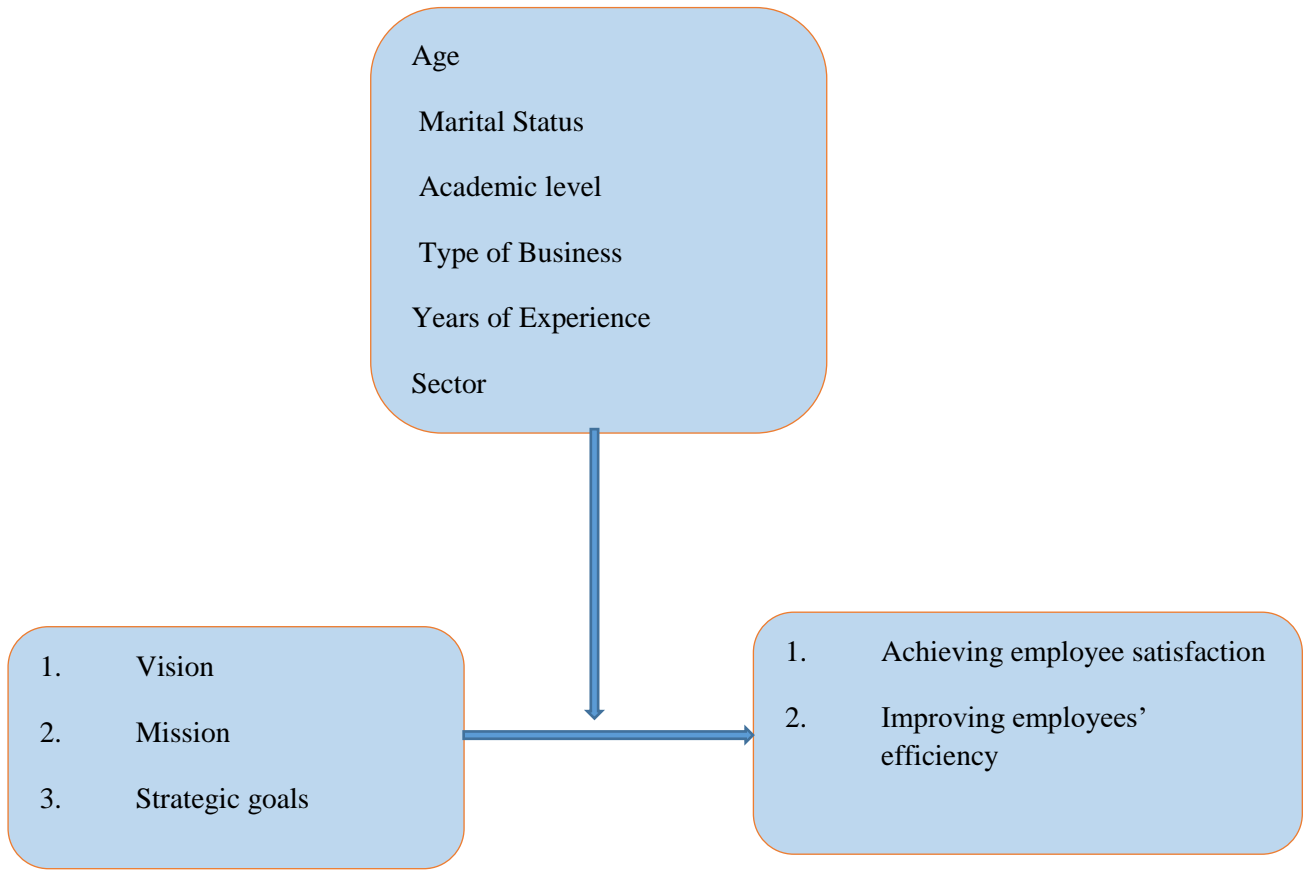 Age
Marital Status
Academic level
Type of Business
Years of Experience
Sector
1. Vision
2. Mission
3. Strategic goals
1. Achieving employee satisfaction
2. Improving employees’
efficiency